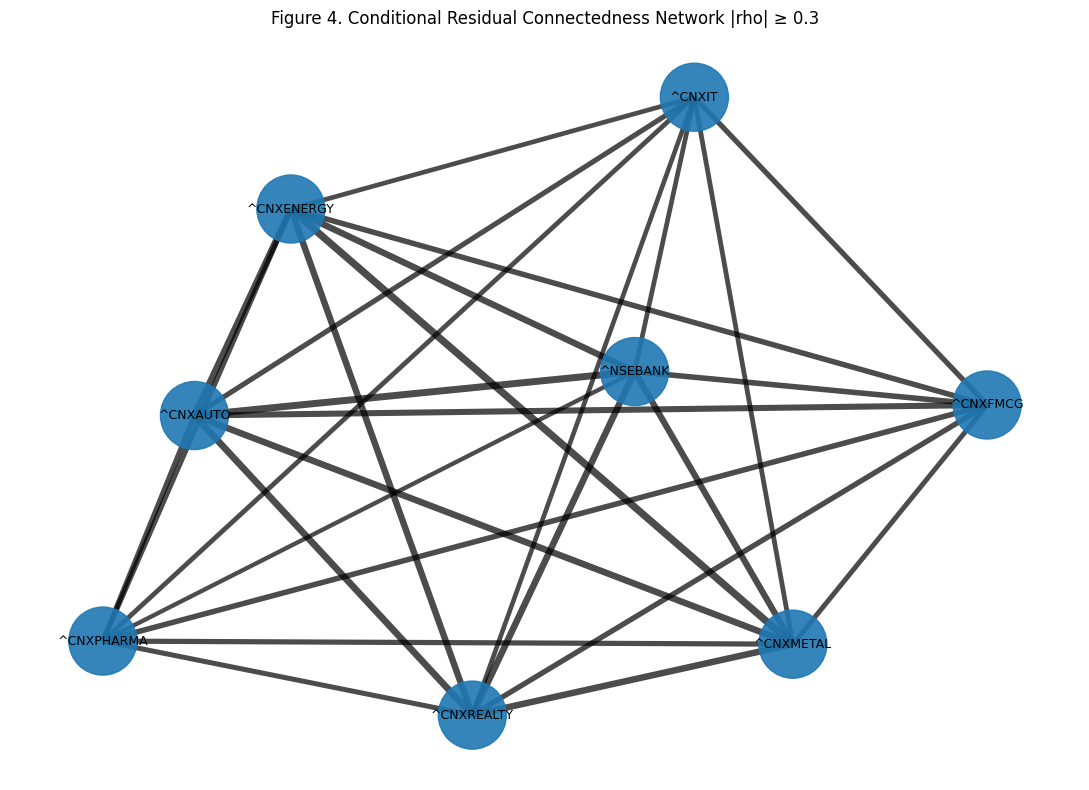 Figure 4. Conditional Residual Connectedness Network |rho| ≥ 0.3
^CNXIT
^CNXENERGY
^NSEBANK
^CNXFMCG
^CNXAUTO
^CNXPHARMA
^CNXMETAL
^CNXREALTY